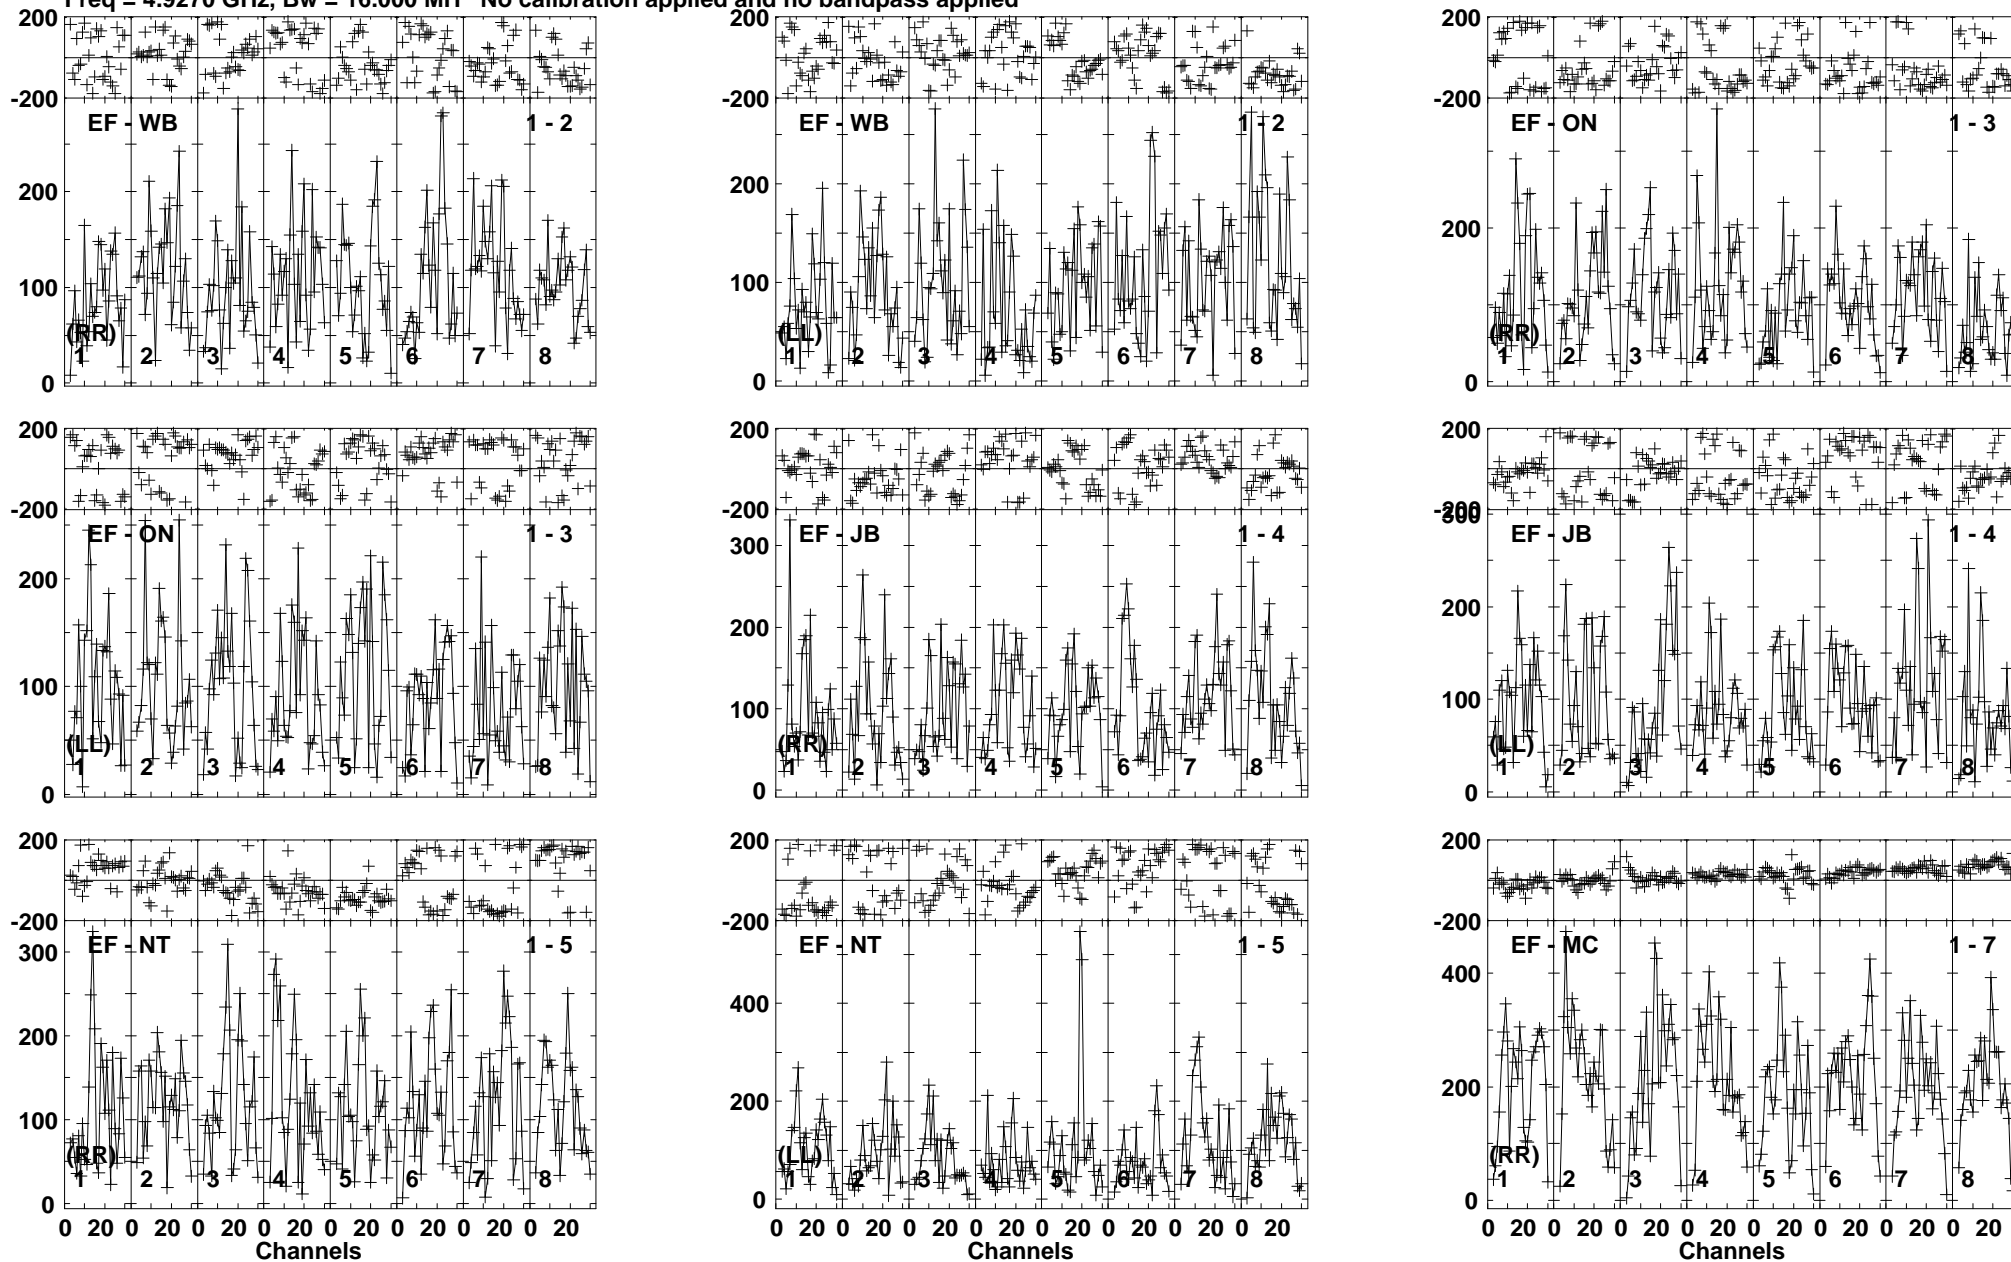 Freq = 4.9270 GHz, Bw = 16.000 MH No calibration applied and no bandpass applied
200 200 200
-200 -200 -200
EF - WB 1 - 2 EF - WB 1 - 2 EF - ON 1 - 3
200 200 200
100 100
(RR) (LL) (RR)
1 2 3 4 5 6 7 8 1 2 3 4 5 6 7 8 1 2 3 4 5 6 7 8
0 0 0
200 200 200
-200 -200 -200
300
EF - ON 1 - 3 EF - JB 1 - 4 EF - JB 1 - 4
300
200 200 200
100 100 100
(LL) (RR) (LL)
1 2 3 4 5 6 7 8 1 2 3 4 5 6 7 8 1 2 3 4 5 6 7 8
0 0 0
200 200 200
-200 -200 -200
EF - NT 1 - 5 EF - NT 1 - 5 EF - MC 1 - 7
300 400 400
200 200 200
100
(RR) (LL) (RR)
1 2 3 4 5 6 7 8 1 2 3 4 5 6 7 8 1 2 3 4 5 6 7 8
0 0 0
0 20 0 20 0 20 0 20 0 20 0 20 0 20 0 20 0 20 0 20 0 20 0 20 0 20 0 20 0 20 0 20 0 20 0 20 0 20 0 20 0 20 0 20 0 20 0 20
Channels Channels Channels